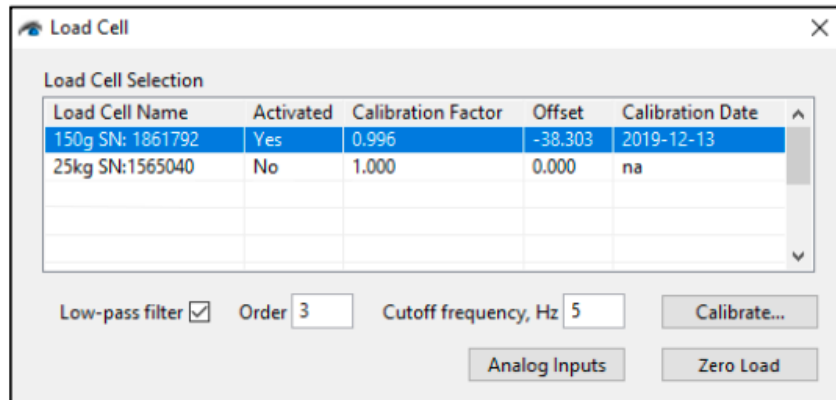 Load Cell
Load Cell Selection
Load Cell Name Activated Calibration Factor Offset Calibration Date
150g SN: 1861792 Yes 0.996 -38.303 2019-12-13
25kg SN:1565040 No 1.000 0.000 na
Low-pass filter Order 3 Cutoff frequency, Hz 5 Calibrate...
Analog Inputs Zero Load